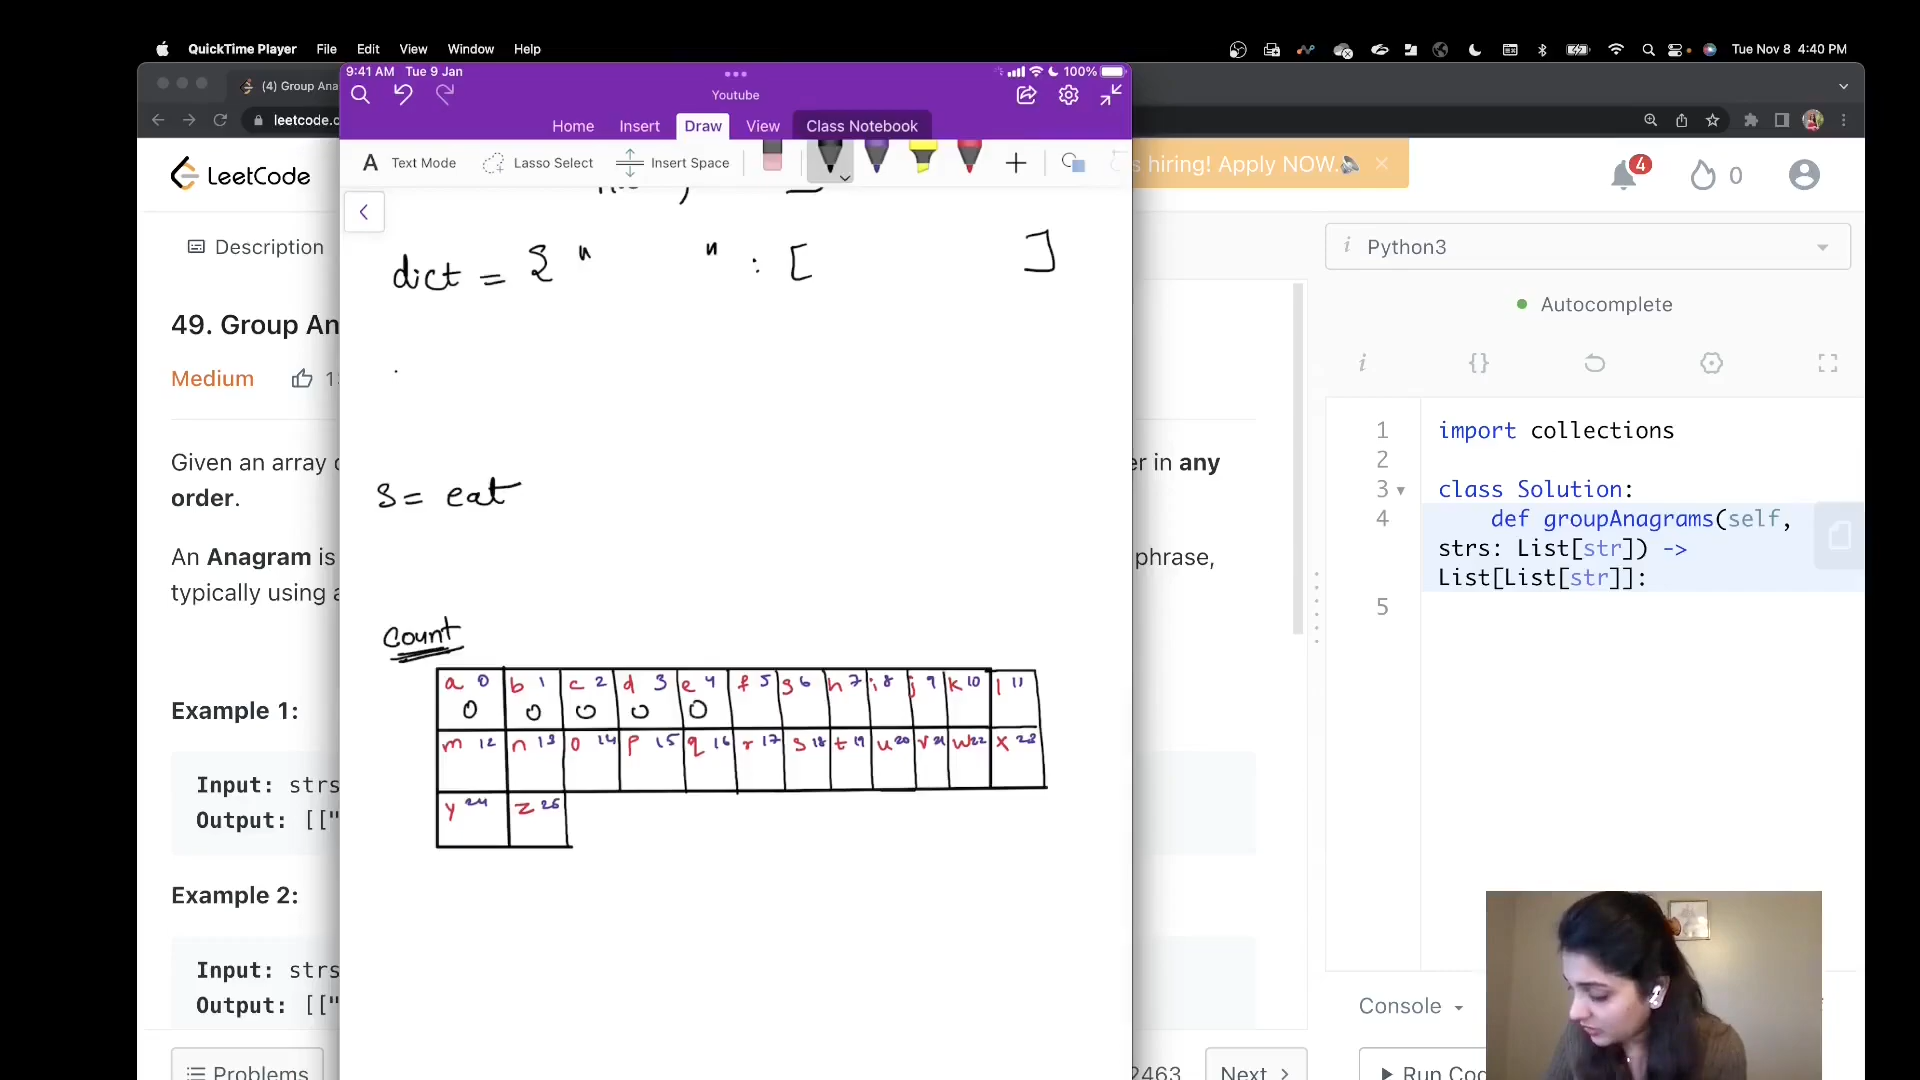 QuickTime Player File Edit View Window Help Tue Nov 8 4:40 PM
9:41 AM Tue 9 Jan 100%
(4) Group Ana
Youtube
leetcode.c
Home Insert Draw View Class Notebook
A Text Mode Lasso Select Insert Space
LeetCode
s hiring! Apply NOW.
4
0
Description
dict = { " " : [ ]
i Python3
Autocomplete
49. Group An
Medium
i {}
Given an array
er in any
order.
s = eat
An Anagram is
phrase,
typically using a
1 import collections
2
3 class Solution:
4 def groupAnagrams(self,
strs: List[str]) ->
List[List[str]]:
5
Count
a 0 b 1 c 2 d 3 e 4 f 5 g 6 h 7 i 8 j 9 k 10 l 11
0 0 0 0 0
m 12 n 13 o 14 p 15 q 16 r 17 s 18 t 19 u 20 v 21 w 22 x 23
y 24 z 25
Example 1:
Input: strs
Output: [["
Example 2:
Input: strs
Output: [["
Console
Problems
2463
Next >
Run Cod